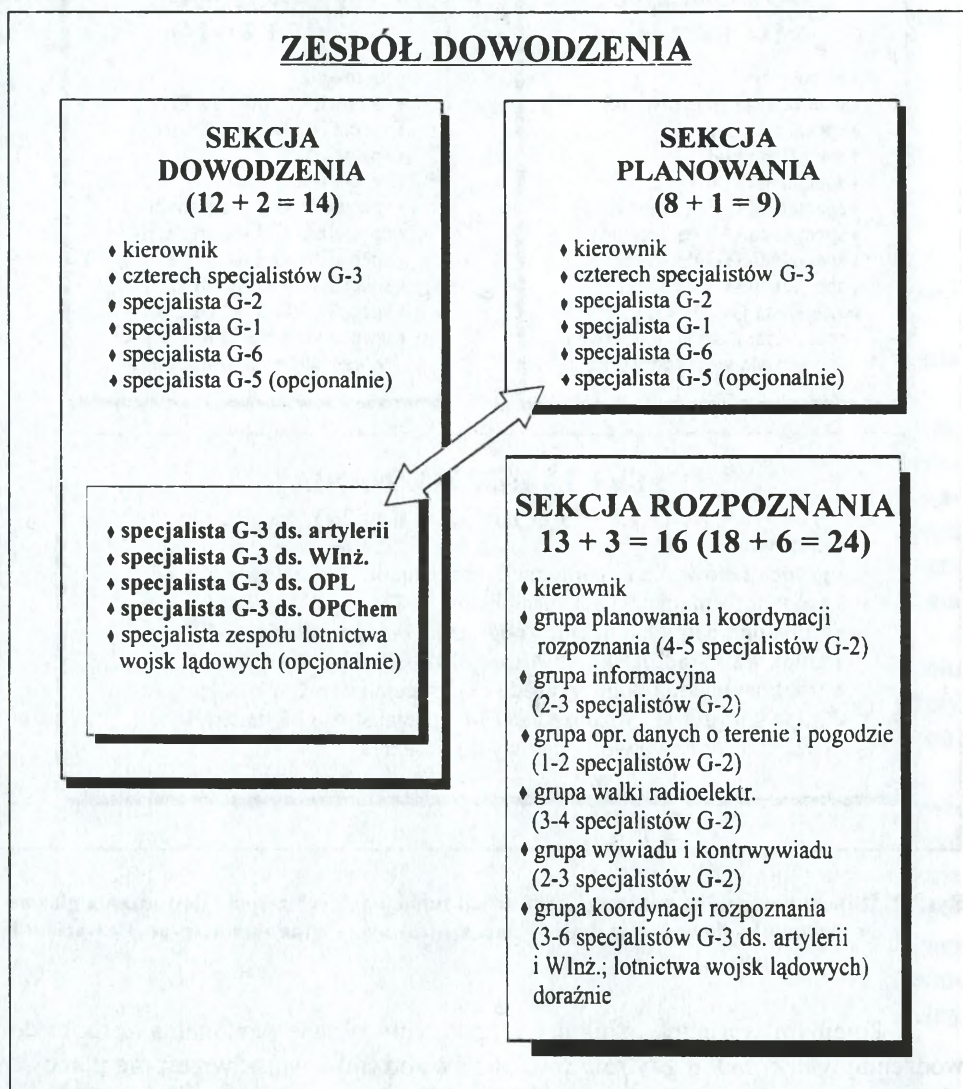 ZESPÓŁ DOWODZENIA
SEKCJA
DOWODZENIA
(12 + 2 = 14)
♦ kierownik
♦ czterech specjalistów G-3
♦ specjalista G-2
♦ specjalista G-1
♦ specjalista G-6
♦ specjalista G-5 (opcjonalnie)
♦ specjalista G-3 ds. artylerii
♦ specjalista G-3 ds. WInż.
♦ specjalista G-3 ds. OPL
♦ specjalista G-3 ds. OPChem
♦ specjalista zespołu lotnictwa
wojsk lądowych (opcjonalnie)
SEKCJA
PLANOWANIA
(8 + 1 = 9)
♦ kierownik
♦ czterech specjalistów G-3
♦ specjalista G-2
♦ specjalista G-1
♦ specjalista G-6
♦ specjalista G-5 (opcjonalnie)
SEKCJA ROZPOZNANIA
13 + 3 = 16 (18 + 6 = 24)
♦ kierownik
♦ grupa planowania i koordynacji
rozpoznania (4-5 specjalistów G-2)
♦ grupa informacyjna
(2-3 specjalistów G-2)
♦ grupa opr. danych o terenie i pogodzie
(1-2 specjalistów G-2)
♦ grupa walki radioelektr.
(3-4 specjalistów G-2)
♦ grupa wywiadu i kontrwywiadu
(2-3 specjalistów G-2)
♦ grupa koordynacji rozpoznania
(3-6 specjalistów G-3 ds. artylerii
i WInż.; lotnictwa wojsk lądowych)
doraźnie